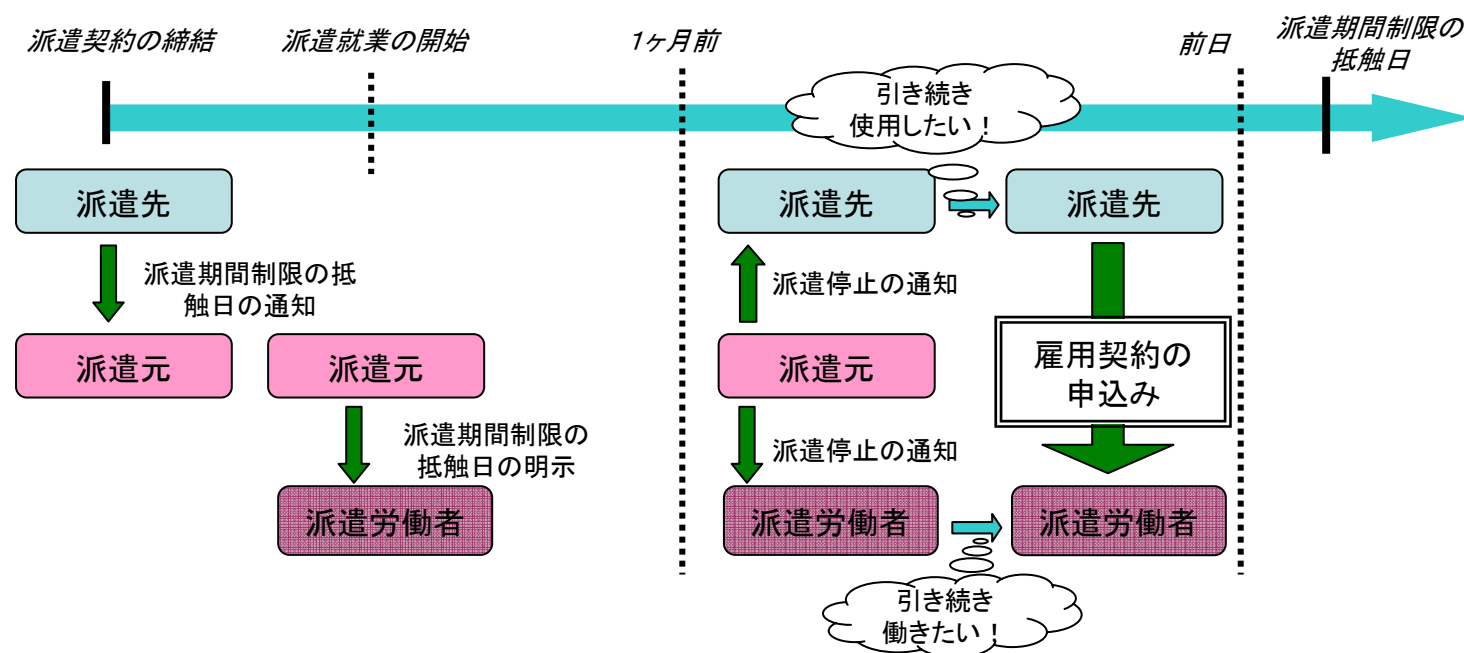 派遣契約の締結
派遣就業の開始
1ヶ月前
前日
派遣期間制限の
抵触日
引き続き
使用したい！
派遣先
派遣先
派遣先
派遣期間制限の抵
触日の通知
派遣停止の通知
派遣元
派遣元
派遣元
雇用契約の
申込み
派遣期間制限の
抵触日の明示
派遣停止の通知
派遣労働者
派遣労働者
派遣労働者
引き続き
働きたい！